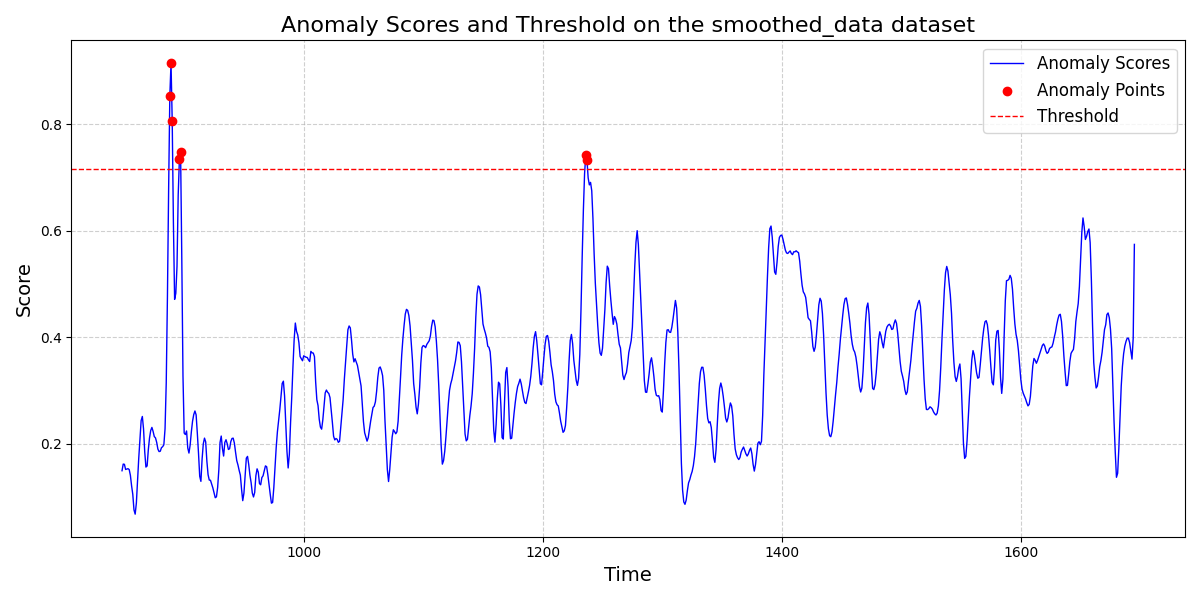 Anomaly Scores and Threshold on the smoothed_data dataset
Anomaly Scores
Anomaly Points
Threshold
Score
0.8
0.6
0.4
0.2
1000
1200
1400
1600
Time